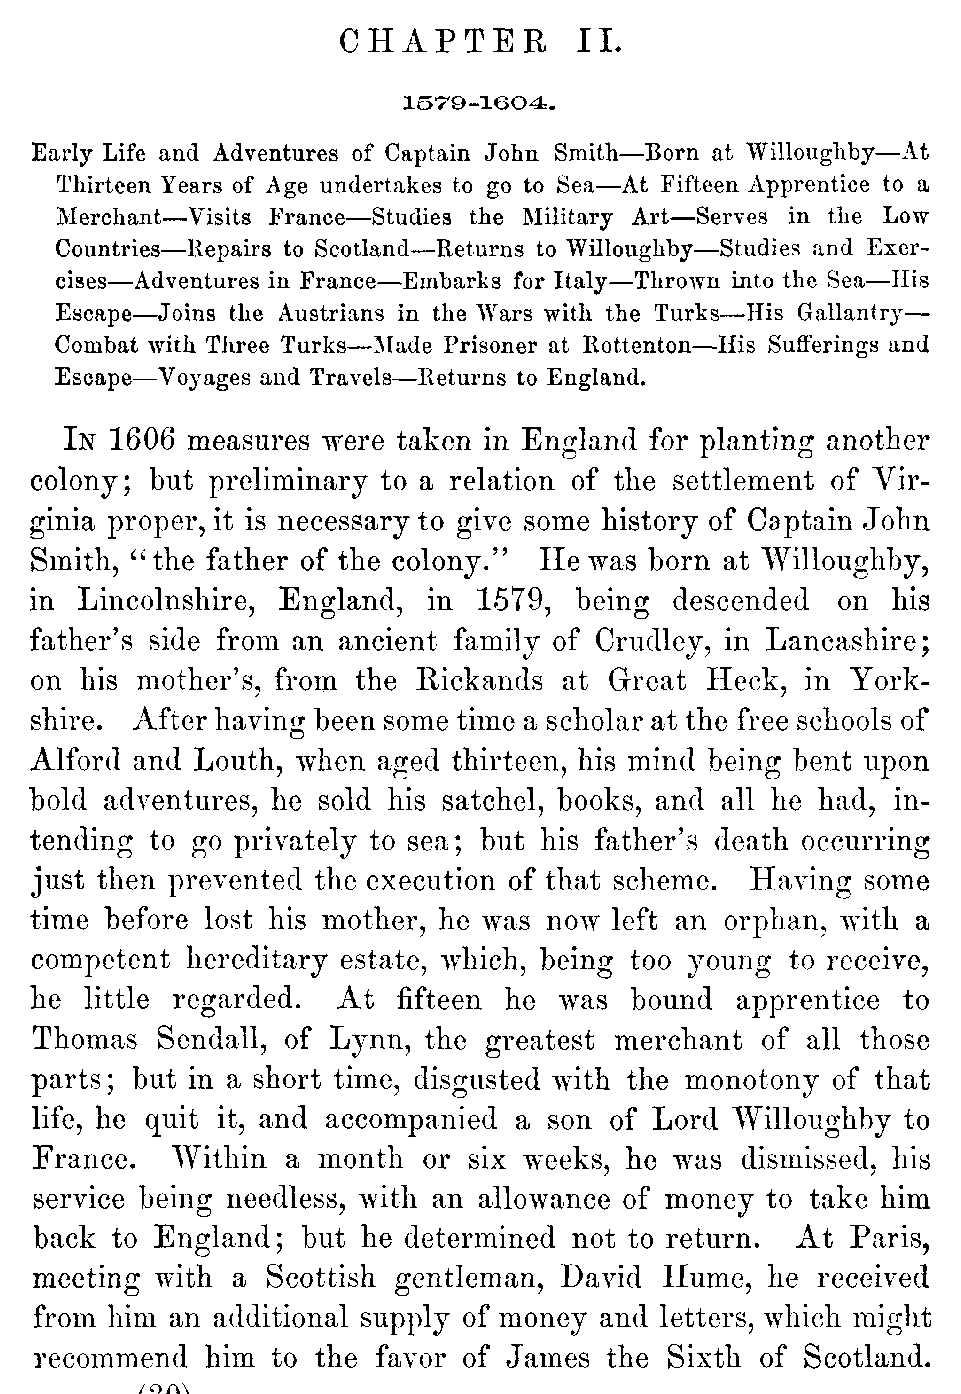 CHAPTER II.
1579-1604.
Early Life and Adventures of Captain John Smith—Born at Willoughby—At
Thirteen Years of Age undertakes to go to Sea—At Fifteen Apprentice to a
Merchant—Visits France—Studies the Military Art—Serves in the Low
Countries—Repairs to Scotland—Returns to Willoughby—Studies and Exer-
cises—Adventures in France—Embarks for Italy—Thrown into the Sea—His
Escape—Joins the Austrians in the Wars with the Turks—His Gallantry—
Combat with Three Turks—Made Prisoner at Rottenton—His Sufferings and
Escape—Voyages and Travels—Returns to England.
In 1606 measures were taken in England for planting another
colony; but preliminary to a relation of the settlement of Vir-
ginia proper, it is necessary to give some history of Captain John
Smith, “the father of the colony.” He was born at Willoughby,
in Lincolnshire, England, in 1579, being descended on his
father’s side from an ancient family of Crudley, in Lancashire;
on his mother’s, from the Rickands at Great Heck, in York-
shire. After having been some time a scholar at the free schools of
Alford and Louth, when aged thirteen, his mind being bent upon
bold adventures, he sold his satchel, books, and all he had, in-
tending to go privately to sea; but his father’s death occurring
just then prevented the execution of that scheme. Having some
time before lost his mother, he was now left an orphan, with a
competent hereditary estate, which, being too young to receive,
he little regarded. At fifteen he was bound apprentice to
Thomas Sendall, of Lynn, the greatest merchant of all those
parts; but in a short time, disgusted with the monotony of that
life, he quit it, and accompanied a son of Lord Willoughby to
France. Within a month or six weeks, he was dismissed, his
service being needless, with an allowance of money to take him
back to England; but he determined not to return. At Paris,
meeting with a Scottish gentleman, David Hume, he received
from him an additional supply of money and letters, which might
recommend him to the favor of James the Sixth of Scotland.